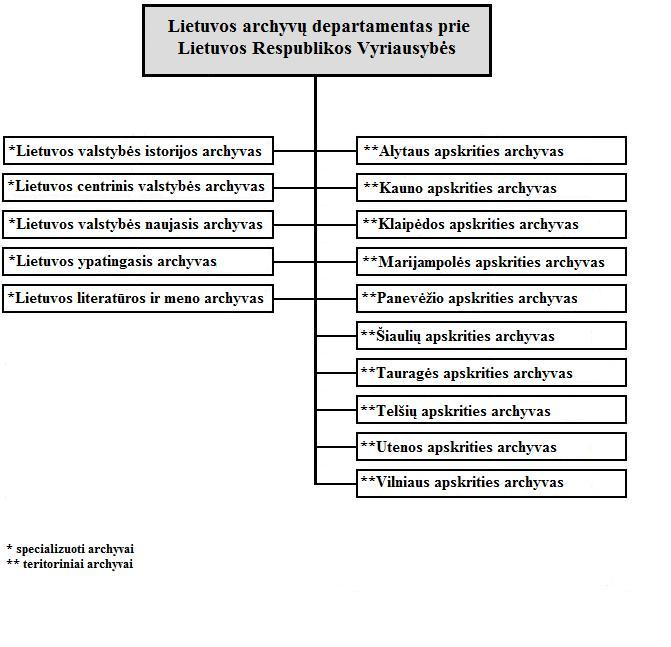 Lietuvos archyvų departamentas prie
Lietuvos Respublikos Vyriausybės
*Lietuvos valstybės istorijos archyvas
*Lietuvos centrinis valstybės archyvas
*Lietuvos valstybės naujasis archyvas
*Lietuvos ypatingasis archyvas
*Lietuvos literatūros ir meno archyvas
**Alytaus apskrities archyvas
**Kauno apskrities archyvas
**Klaipėdos apskrities archyvas
**Marijampolės apskrities archyvas
**Panevėžio apskrities archyvas
**Šiaulių apskrities archyvas
**Tauragės apskrities archyvas
**Telšių apskrities archyvas
**Utenos apskrities archyvas
**Vilniaus apskrities archyvas
* specializuoti archyvai
** teritoriniai archyvai